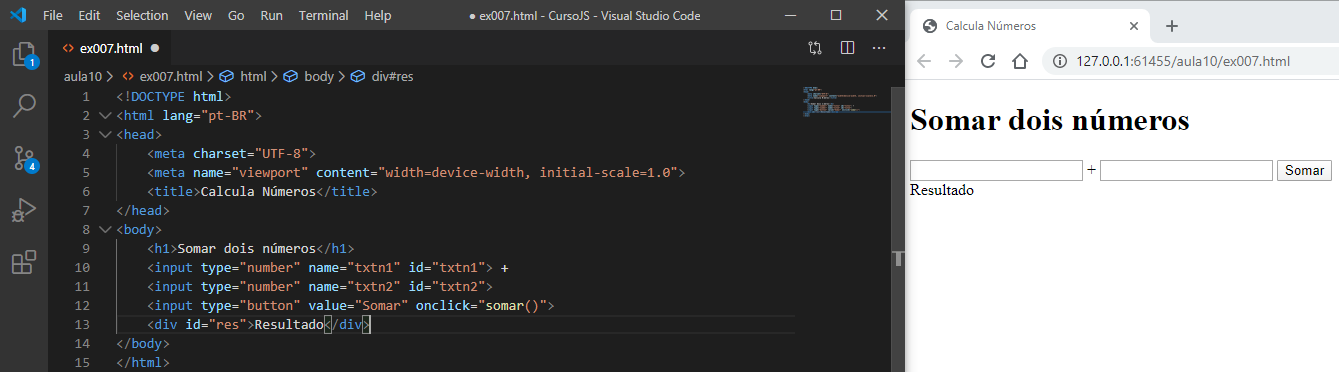 File Edit Selection View Go Run Terminal Help ● ex007.html - CursoJS - Visual Studio Code
<> ex007.html ●
aula10 > <> ex007.html > html > body > div#res
1 <!DOCTYPE html>
2 <html lang="pt-BR">
3 <head>
4 <meta charset="UTF-8">
5 <meta name="viewport" content="width=device-width, initial-scale=1.0">
6 <title>Calcula Números</title>
7 </head>
8 <body>
9 <h1>Somar dois números</h1>
10 <input type="number" name="txtn1" id="txtn1"> +
11 <input type="number" name="txtn2" id="txtn2">
12 <input type="button" value="Somar" onclick="somar()">
13 <div id="res">Resultado</div>
14 </body>
15 </html>
1
4
Calcula Números
127.0.0.1:61455/aula10/ex007.html
Somar dois números
+ Somar
Resultado